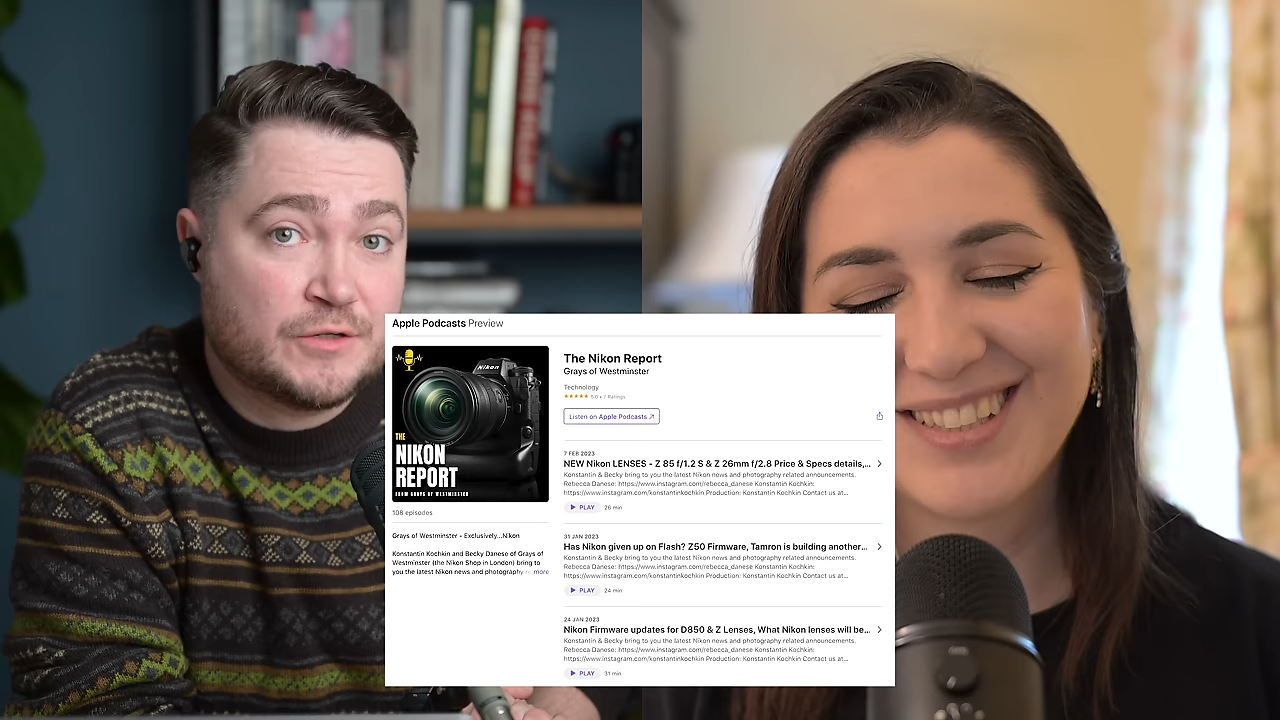 Apple Podcasts Preview
Nikon
THE
NIKON
REPORT
FROM GRAYS OF WESTMINSTER
108 episodes
Grays of Westminster - Exclusively...Nikon
Konstantin Kochkin and Becky Danese of Grays of
Westminster (the Nikon Shop in London) bring to
you the latest Nikon news and photography re more
The Nikon Report
Grays of Westminster
Technology
★★★★★ 5.0 • 7 Ratings
Listen on Apple Podcasts ↗
7 FEB 2023
NEW Nikon LENSES - Z 85 f/1.2 S & Z 26mm f/2.8 Price & Specs details,...
Konstantin & Becky bring to you the latest Nikon news and photography related announcements.
Rebecca Danese: https://www.instagram.com/rebecca_danese Konstantin Kochkin:
https://www.instagram.com/konstantinkochkin Production: Konstantin Kochkin Contact us at...
PLAY 26 min
31 JAN 2023
Has Nikon given up on Flash? Z50 Firmware, Tamron is building another...
Konstantin & Becky bring to you the latest Nikon news and photography related announcements.
Rebecca Danese: https://www.instagram.com/rebecca_danese Konstantin Kochkin:
https://www.instagram.com/konstantinkochkin Production: Konstantin Kochkin Contact us at...
PLAY 24 min
24 JAN 2023
Nikon Firmware updates for D850 & Z Lenses, What Nikon lenses will be...
Konstantin & Becky bring to you the latest Nikon news and photography related announcements.
Rebecca Danese: https://www.instagram.com/rebecca_danese Konstantin Kochkin:
https://www.instagram.com/konstantinkochkin Production: Konstantin Kochkin Contact us at...
PLAY 31 min